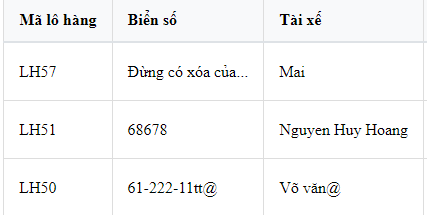 Mã lô hàng Biển số Tài xế
LH57 Đừng có xóa của... Mai
LH51 68678 Nguyen Huy Hoang
LH50 61-222-11tt@ Võ văn@